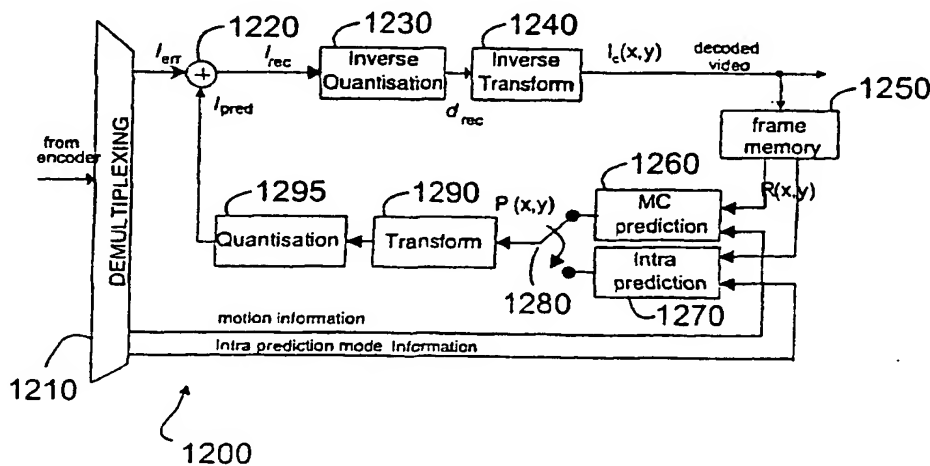 1220
1230
1240
I_err
I_rec
Inverse
Quantisation
Inverse
Transform
I_c(x,y)
decoded
video
1250
+
I_pred
d_rec
frame
memory
from
encoder
DEMULTIPLEXING
1295
1290
P (x,y)
1260
R(x,y)
MC
prediction
Quantisation
Transform
Intra
prediction
1280
1270
motion information
Intra prediction mode Information
1210
1200